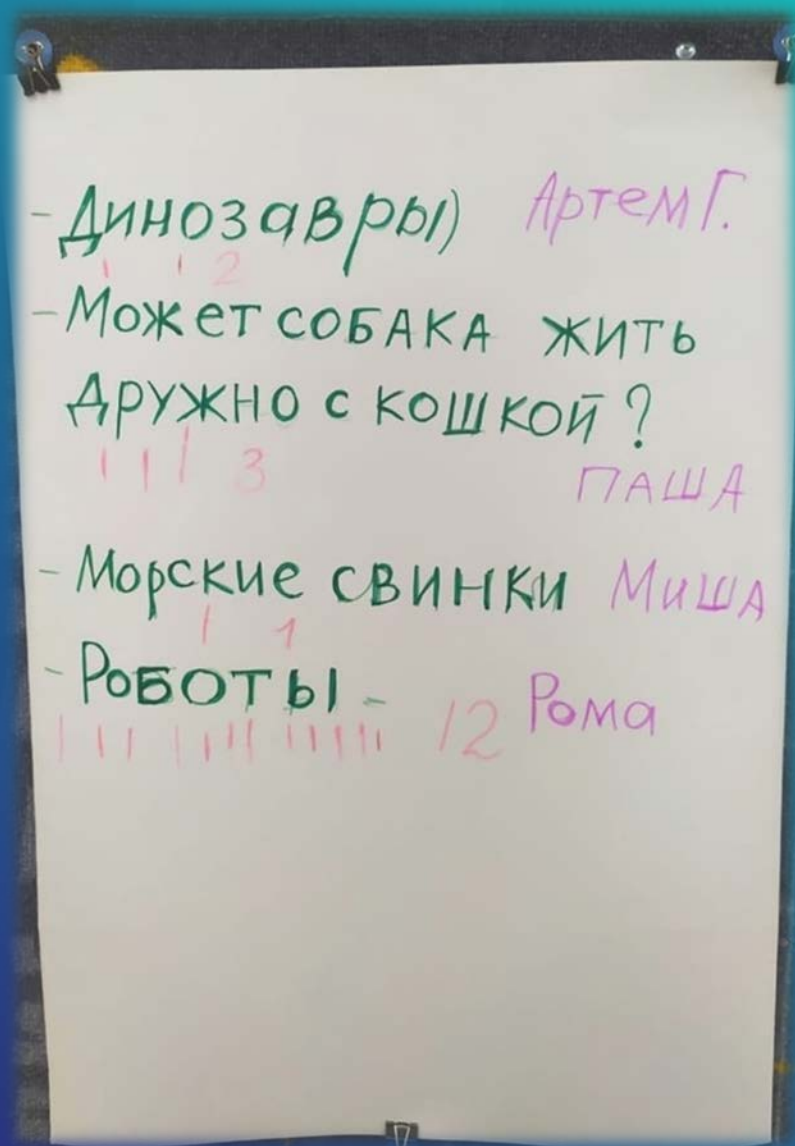 - Динозавры) Артем Г.
2
- Может собака жить
дружно с кошкой?
3
ПАША
- Морские свинки Миша
1
- Роботы - 12 Рома